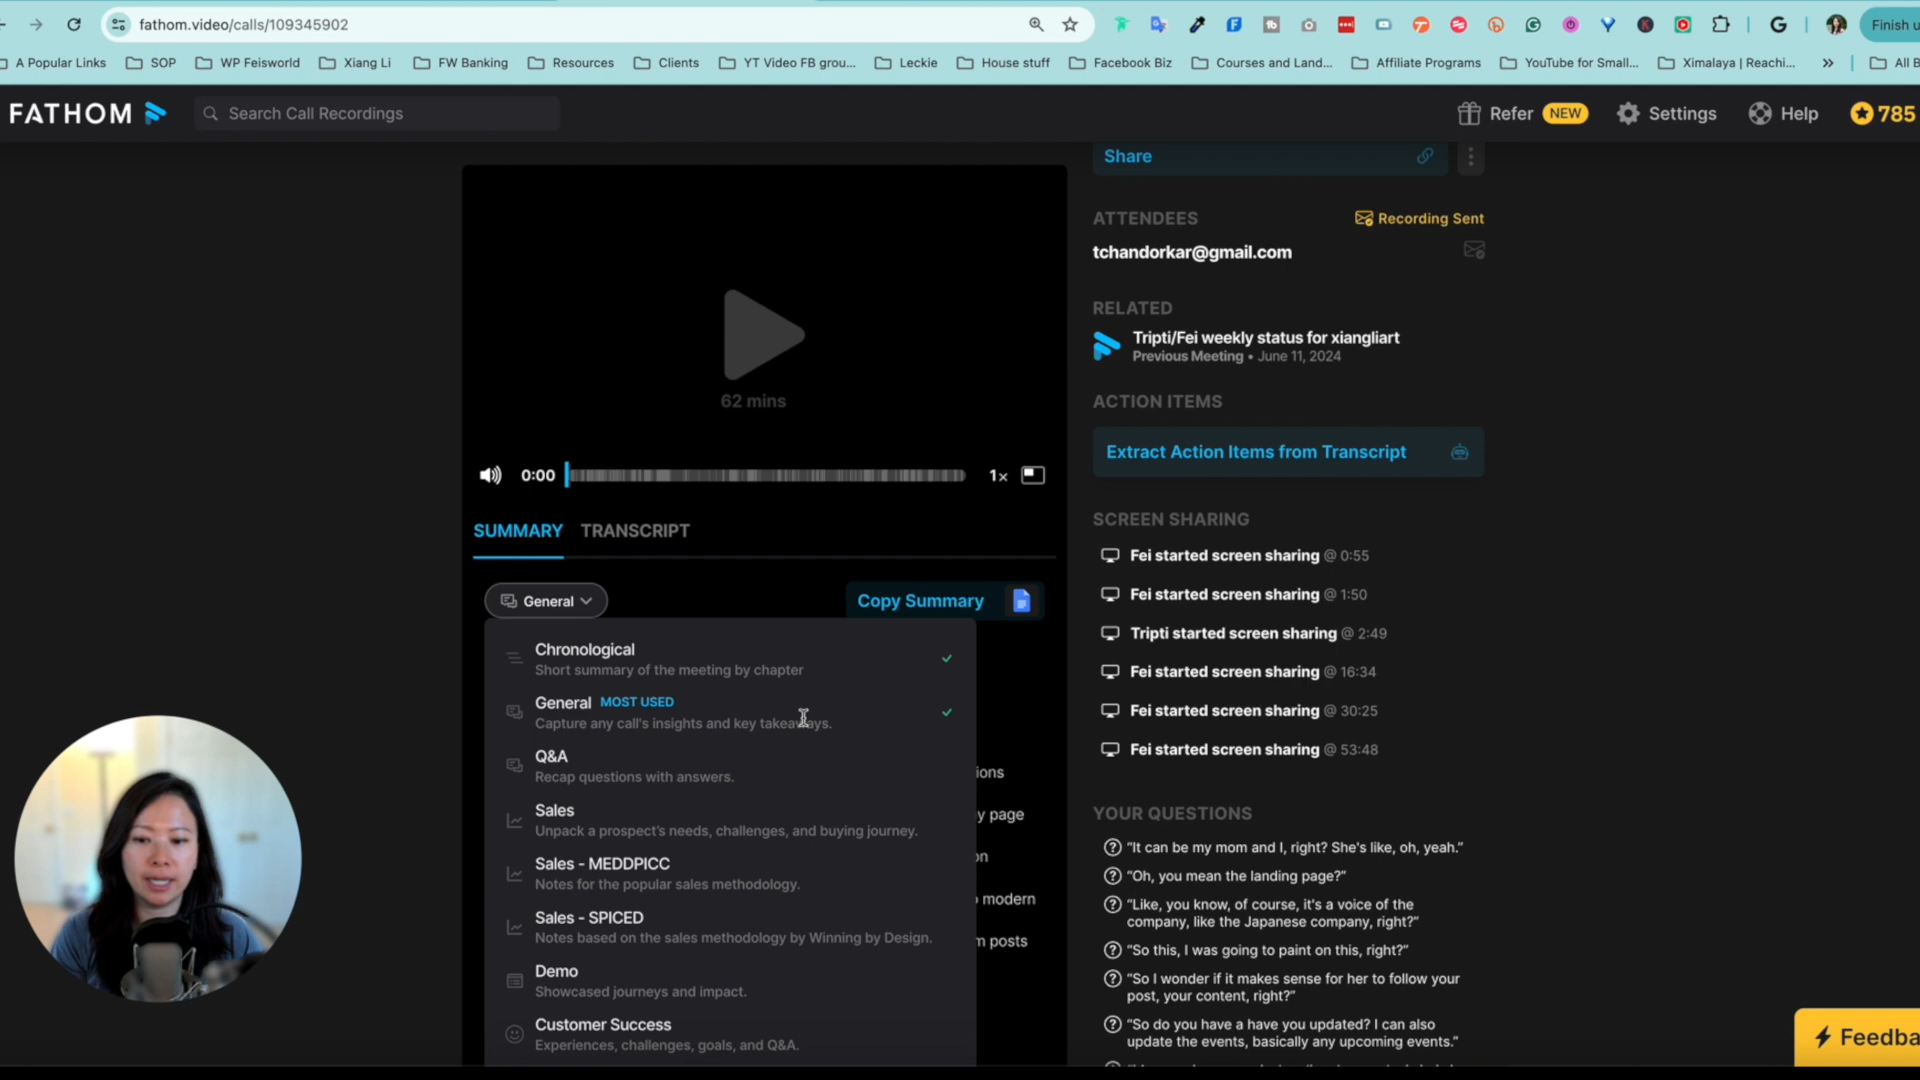 fathom.video/calls/109345902
Finish u
A Popular Links
SOP
WP Feisworld
Xiang Li
FW Banking
Resources
Clients
YT Video FB grou...
Leckie
House stuff
Facebook Biz
Courses and Land...
Affiliate Programs
YouTube for Small...
Ximalaya | Reachi...
»
All B
FATHOM
Search Call Recordings
Refer NEW
Settings
Help
785
62 mins
0:00
1×
SUMMARY
TRANSCRIPT
General
Copy Summary
Chronological
Short summary of the meeting by chapter
General MOST USED
Capture any call's insights and key takeaways.
Q&A
Recap questions with answers.
Sales
Unpack a prospect's needs, challenges, and buying journey.
Sales - MEDDPICC
Notes for the popular sales methodology.
Sales - SPICED
Notes based on the sales methodology by Winning by Design.
Demo
Showcased journeys and impact.
Customer Success
Experiences, challenges, goals, and Q&A.
ions
y page
on
modern
m posts
Share
ATTENDEES
Recording Sent
tchandorkar@gmail.com
RELATED
Tripti/Fei weekly status for xiangliart
Previous Meeting • June 11, 2024
ACTION ITEMS
Extract Action Items from Transcript
SCREEN SHARING
Fei started screen sharing @ 0:55
Fei started screen sharing @ 1:50
Tripti started screen sharing @ 2:49
Fei started screen sharing @ 16:34
Fei started screen sharing @ 30:25
Fei started screen sharing @ 53:48
YOUR QUESTIONS
“It can be my mom and I, right? She's like, oh, yeah.”
“Oh, you mean the landing page?”
“Like, you know, of course, it's a voice of the
company, like the Japanese company, right?”
“So this, I was going to paint on this, right?”
“So I wonder if it makes sense for her to follow your
post, your content, right?”
“So do you have a have you updated? I can also
update the events, basically any upcoming events.”
Feedba